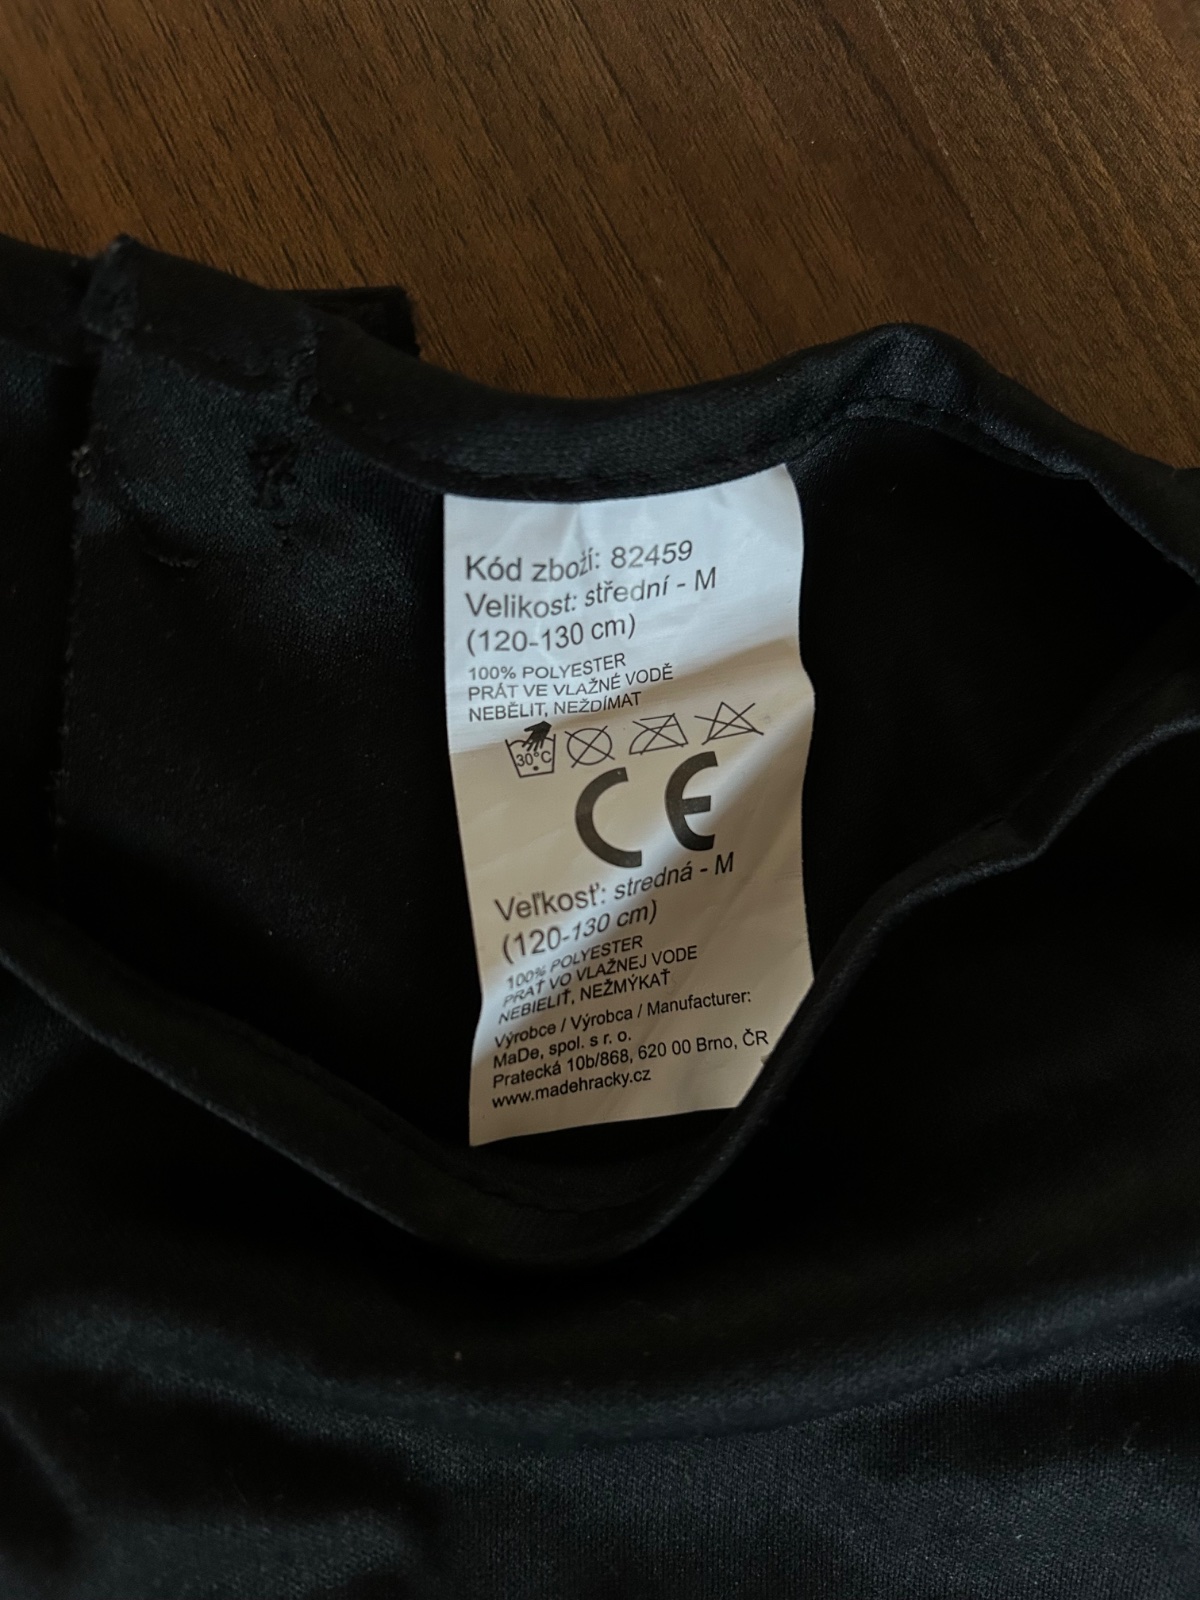 Kód zboží: 82459
Velikost: střední - M
(120-130 cm)
100% POLYESTER
PRÁT VE VLAŽNÉ VODĚ
NEBĚLIT, NEŽDÍMAT
30°C
CE
Veľkosť: stredná - M
(120-130 cm)
100% POLYESTER
PRAŤ VO VLAŽNEJ VODE
NEBIELIŤ, NEŽMÝKAŤ
Výrobce / Výrobca / Manufacturer:
MaDe, spol. s r. o.
Pratecká 10b/868, 620 00 Brno, ČR
www.madehracky.cz